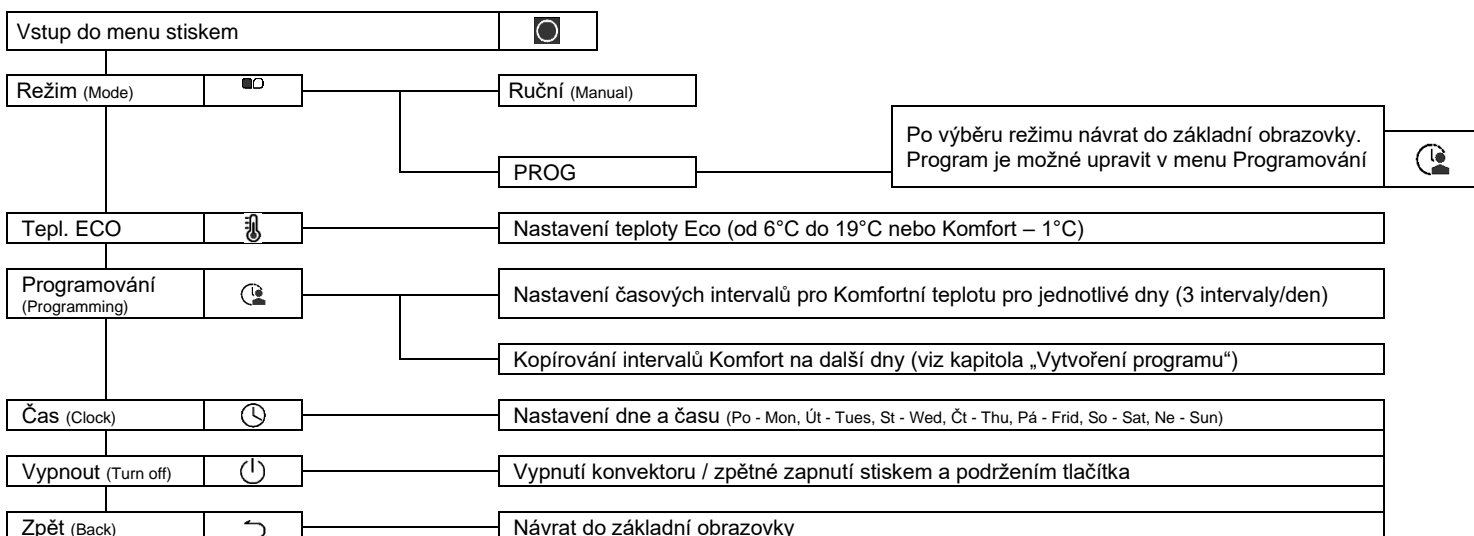 Vstup do menu stiskem
Režim (Mode)
Ruční (Manual)
Po výběru režimu návrat do základní obrazovky.
Program je možné upravit v menu Programování
PROG
Tepl. ECO
Nastavení teploty Eco (od 6°C do 19°C nebo Komfort – 1°C)
Programování
(Programming)
Nastavení časových intervalů pro Komfortní teplotu pro jednotlivé dny (3 intervaly/den)
Kopírování intervalů Komfort na další dny (viz kapitola „Vytvoření programu“)
Čas (Clock)
Nastavení dne a času (Po - Mon, Út - Tues, St - Wed, Čt - Thu, Pá - Frid, So - Sat, Ne - Sun)
Vypnout (Turn off)
Vypnutí konvektoru / zpětné zapnutí stiskem a podržením tlačítka
Zpět (Back)
Návrat do základní obrazovky